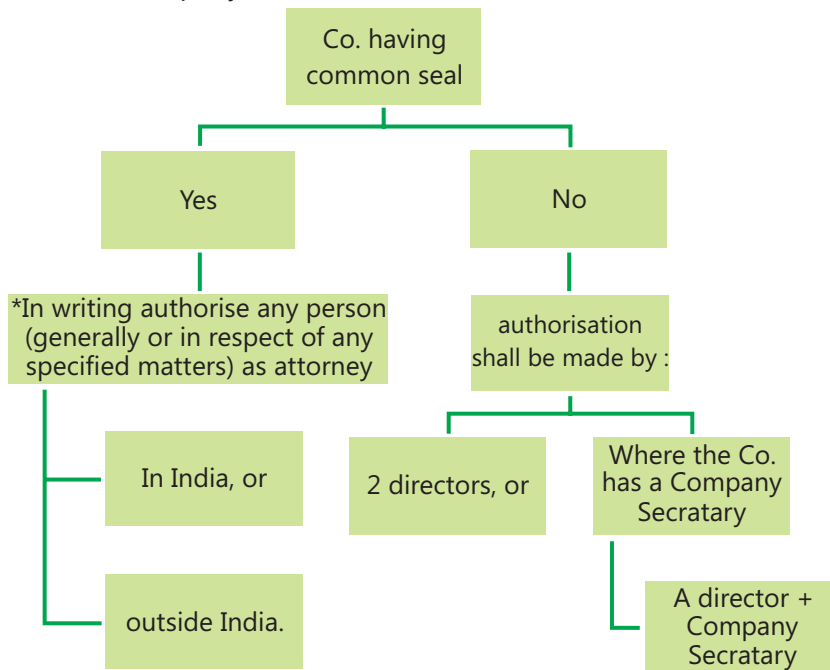 Co. having
common seal
Yes
No
*In writing authorise any person
(generally or in respect of any
specified matters) as attorney
authorisation
shall be made by :
In India, or
outside India.
2 directors, or
Where the Co.
has a Company
Secratary
A director +
Company
Secratary